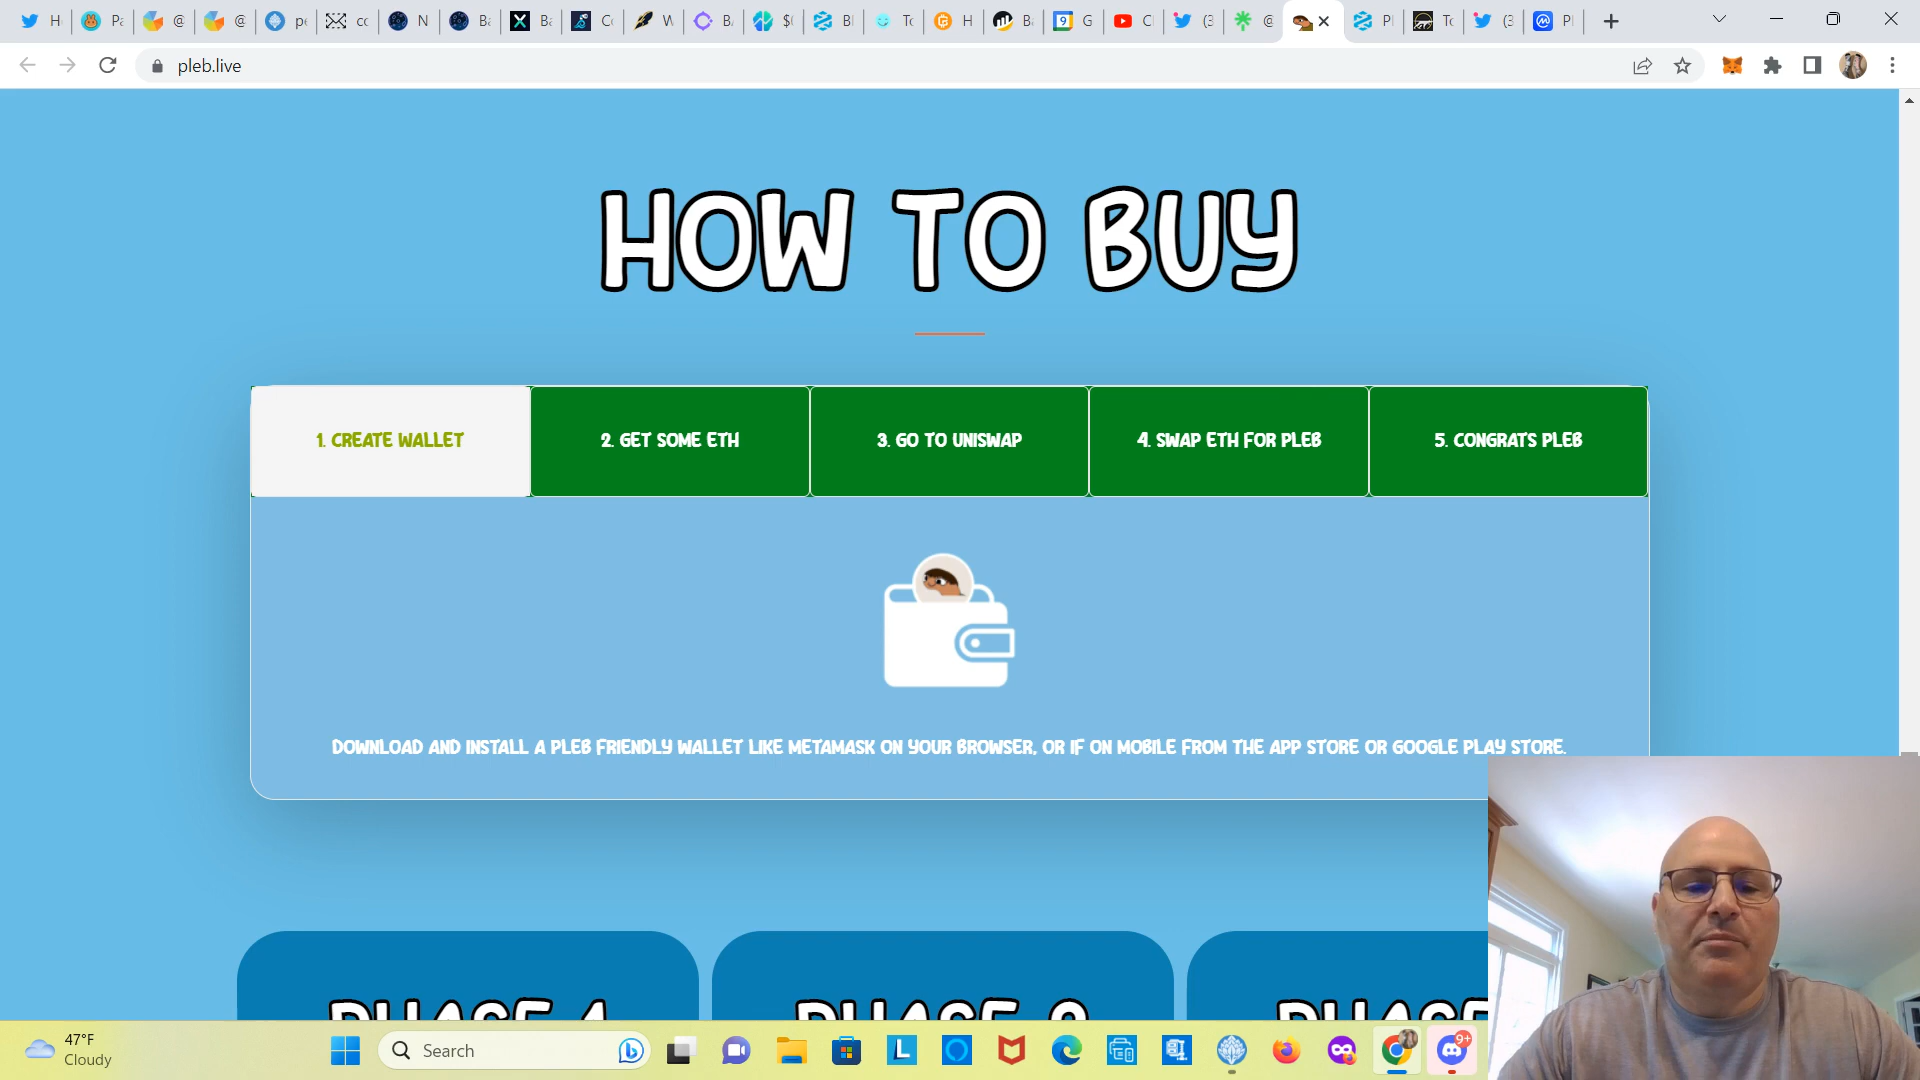 pleb.live
HOW TO BUY
1. CREATE WALLET
2. GET SOME ETH
3. GO TO UNISWAP
4. SWAP ETH FOR PLEB
5. CONGRATS PLEB
DOWNLOAD AND INSTALL A PLEB FRIENDLY WALLET LIKE METAMASK ON YOUR BROWSER, OR IF ON MOBILE FROM THE APP STORE OR GOOGLE PLAY STORE.
47°F
Cloudy
Search
9+